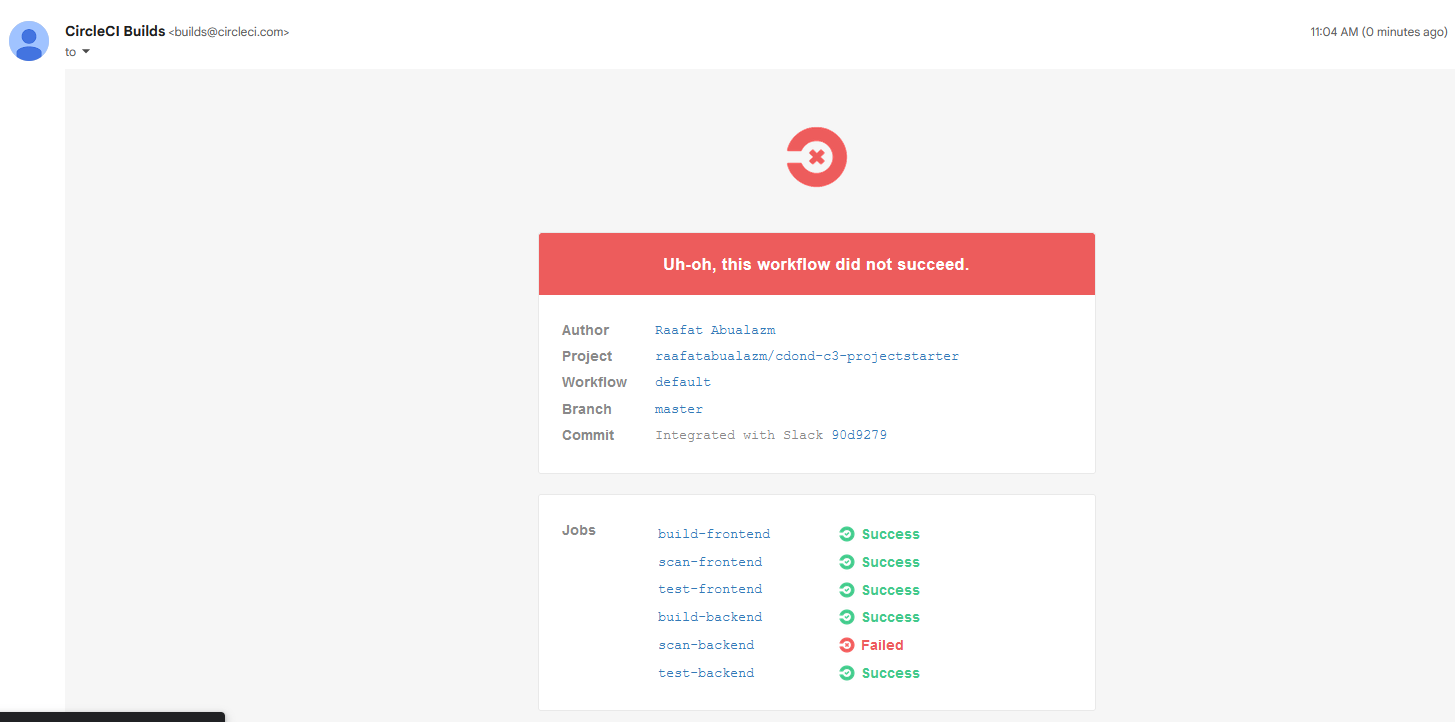 CircleCI Builds <builds@circleci.com>
11:04 AM (0 minutes ago)
to
Uh-oh, this workflow did not succeed.
Author Raafat Abualazm
Project raafatabualazm/cdond-c3-projectstarter
Workflow default
Branch master
Commit Integrated with Slack 90d9279
Jobs
build-frontend Success
scan-frontend Success
test-frontend Success
build-backend Success
scan-backend Failed
test-backend Success